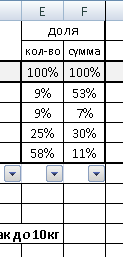 E F
доля
кол-во сумма
100% 100%
9% 53%
9% 7%
25% 30%
58% 11%
ак до 10кг